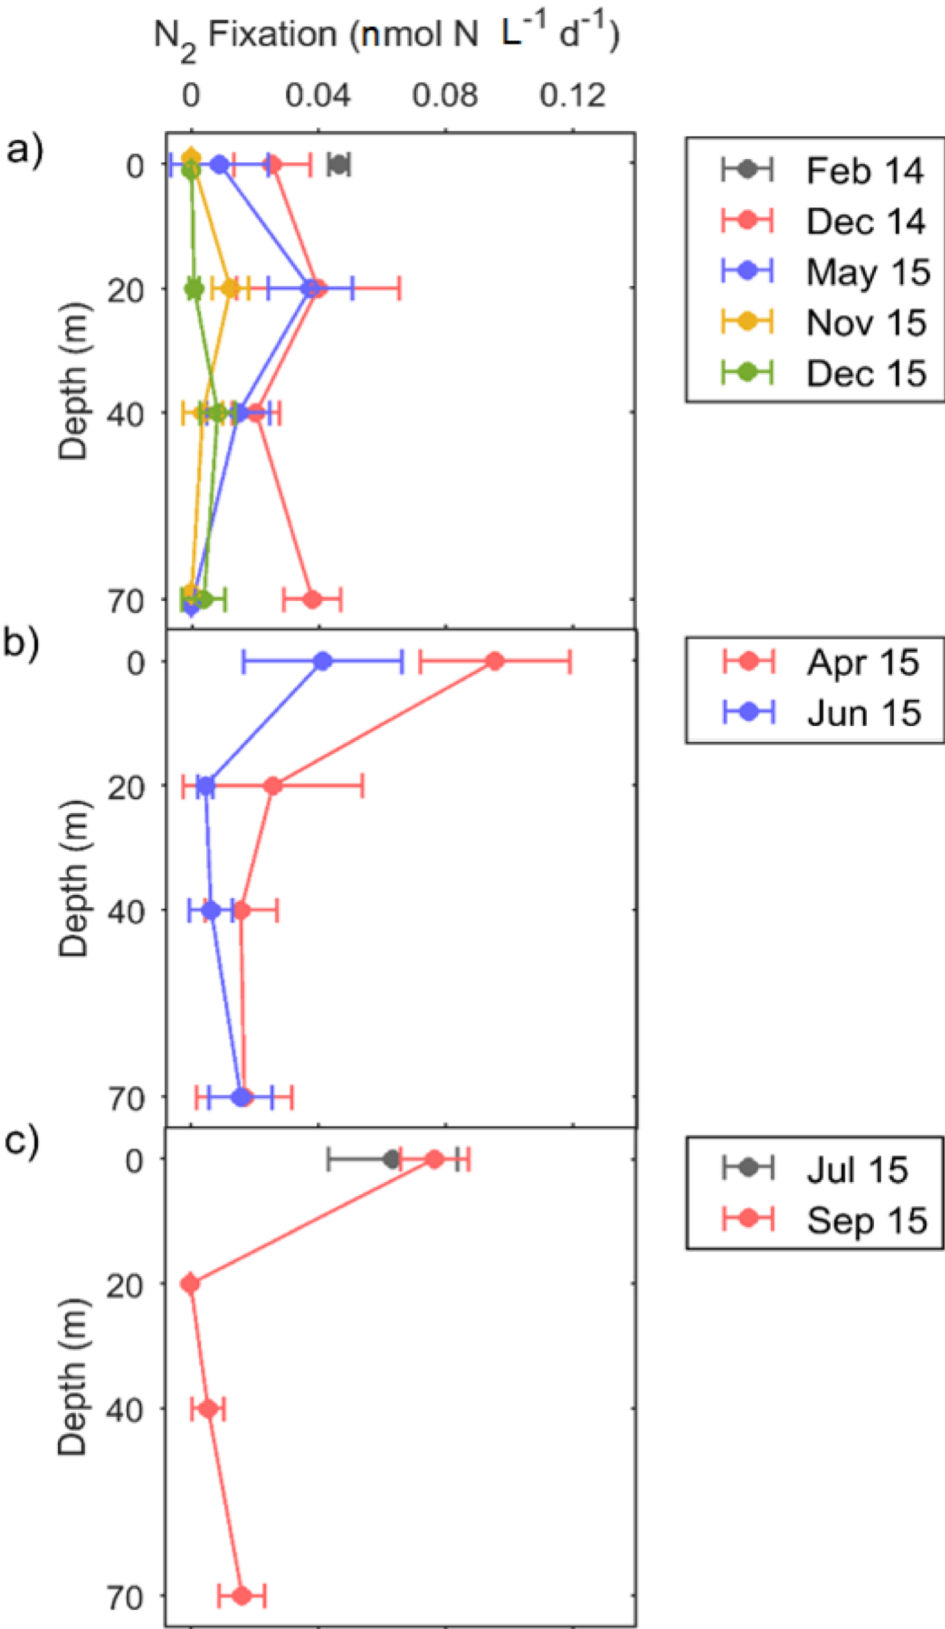 N₂ Fixation (nmol N L⁻¹ d⁻¹)
0 0.04 0.08 0.12
a)
0
20
40
70
Depth (m)
Feb 14
Dec 14
May 15
Nov 15
Dec 15
b)
0
20
40
70
Depth (m)
Apr 15
Jun 15
c)
0
20
40
70
Depth (m)
Jul 15
Sep 15